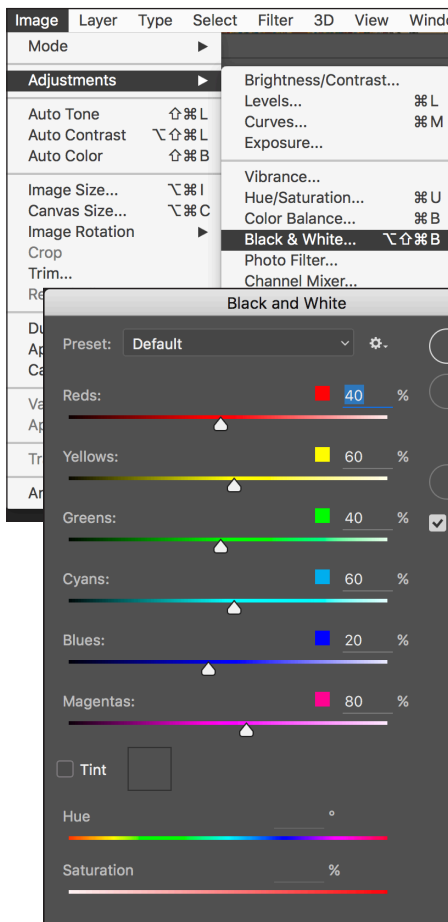 Image Layer Type Select Filter 3D View
Mode
Adjustments
Auto Tone ⇧⌘L
Auto Contrast ⌥⇧⌘L
Auto Color ⇧⌘B
Image Size... ⌥⌘I
Canvas Size... ⌥⌘C
Image Rotation
Crop
Trim...
Brightness/Contrast...
Levels... ⌘L
Curves... ⌘M
Exposure...
Vibrance...
Hue/Saturation... ⌘U
Color Balance... ⌘B
Black & White... ⌥⇧⌘B
Photo Filter...
Channel Mixer...
Black and White
Preset: Default
Reds: 40 %
Yellows: 60 %
Greens: 40 %
Cyans: 60 %
Blues: 20 %
Magentas: 80 %
Tint
Hue °
Saturation %